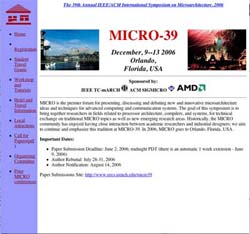 The 39th Annual IEEE/ACM International Symposium on Microarchitecture, 2006
Home
Registration
Student
Travel
Grants
Workshop
and
Tutorials
Hotel and
Travel
Information
Local
Attractions
Call for
Papers(pdf)
Organizing
Committee
Past
MICRO
conferences
MICRO-39
December, 9--13 2006
Orlando,
Florida, USA
Sponsored by:
IEEE TC-mARCH ACM SIGMICRO AMD
MICRO is the premier forum for presenting, discussing and debating new and innovative microarchitecture
ideas and techniques for advanced computing and communication systems. The goal of this symposium is to
bring together researchers in fields related to processor architecture, compilers, and systems, for technical
exchange on traditional MICRO topics as well as new emerging research areas. Historically, the MICRO
community has enjoyed having close interaction between academic researchers and industrial designers; we aim
to continue and emphasize this tradition at MICRO-39. In 2006, MICRO goes to Orlando, Florida, USA.
Important Dates:
Paper Submission Deadline: June 2, 2006; midnight PDT (there is an automatic 1 week extension - June
9, 2006)
Author Rebuttal: July 28-31, 2006
Author Notification: August 14, 2006
Paper Submissions Site: